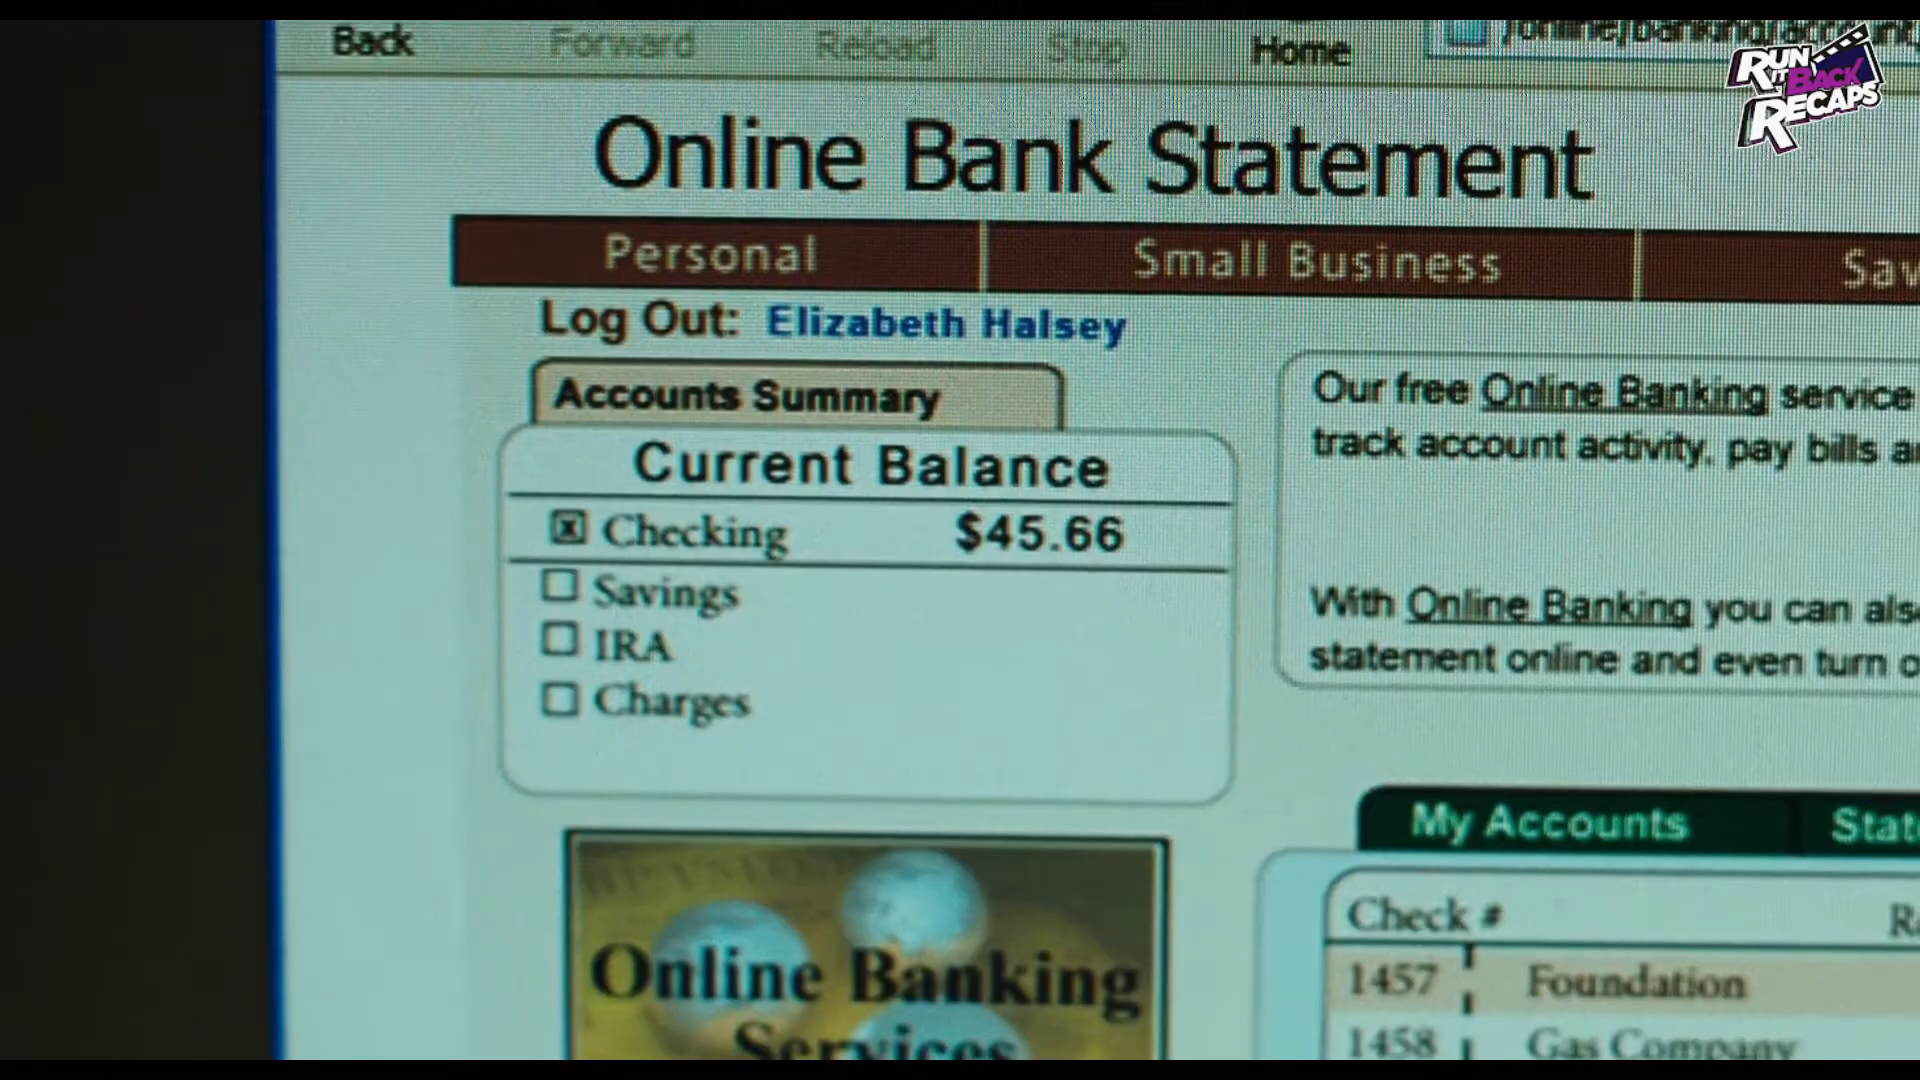 Back Forward Reload Stop Home
RUN IT BACK RECAPS
Online Bank Statement
Personal Small Business
Log Out: Elizabeth Halsey
Accounts Summary
Current Balance
Checking $45.66
Savings
IRA
Charges
Our free Online Banking service
track account activity, pay bills
With Online Banking you can
statement online and even turn
My Accounts
Check #
1457 Foundation
1458 Gas Company
Online Banking
Services